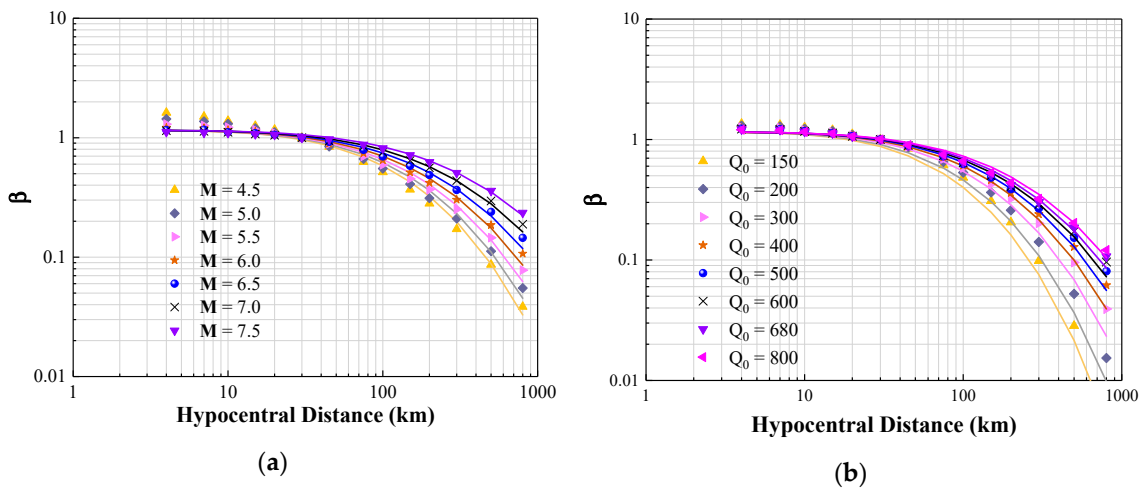 10
1
0.1
0.01
β
M = 4.5
M = 5.0
M = 5.5
M = 6.0
M = 6.5
M = 7.0
M = 7.5
1 10 100 1000
Hypocentral Distance (km)
(a)
10
1
0.1
0.01
β
Q₀ = 150
Q₀ = 200
Q₀ = 300
Q₀ = 400
Q₀ = 500
Q₀ = 600
Q₀ = 680
Q₀ = 800
1 10 100 1000
Hypocentral Distance (km)
(b)